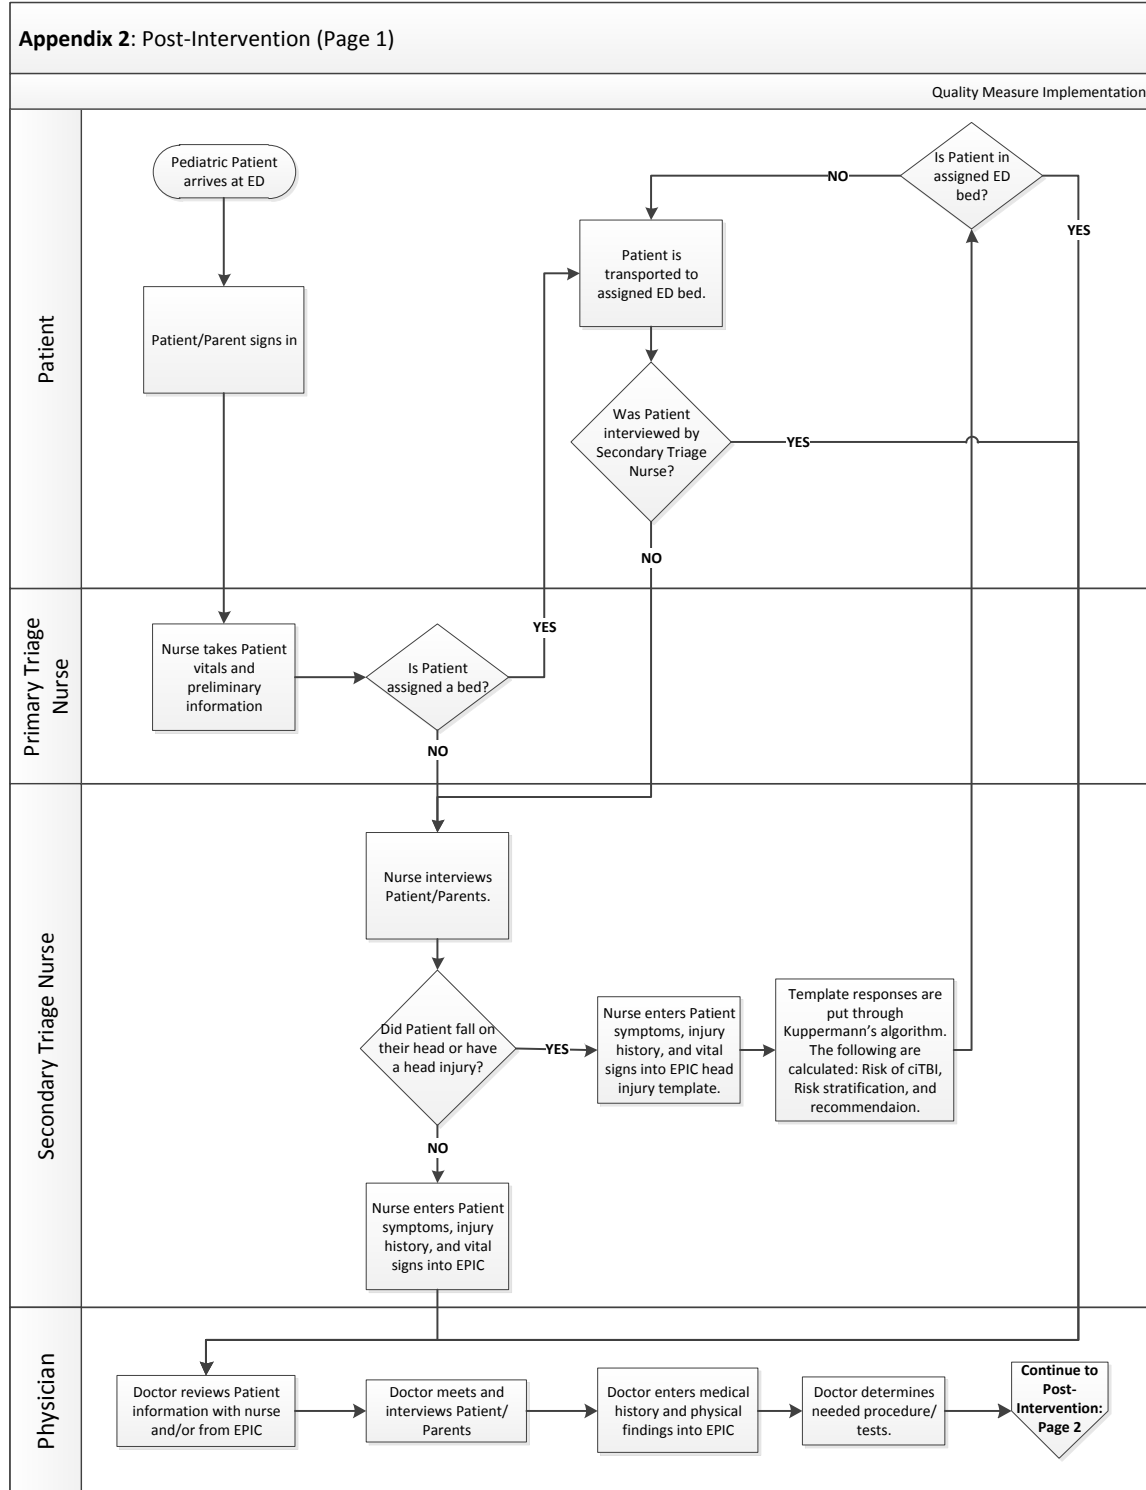 Appendix 2: Post-Intervention (Page 1)
Quality Measure Implementation
Patient
Pediatric Patient
arrives at ED
Patient/Parent signs in
Is Patient in
assigned ED
bed?
NO
YES
Patient is
transported to
assigned ED bed.
Was Patient
interviewed by
Secondary Triage
Nurse?
YES
NO
Primary Triage
Nurse
Nurse takes Patient
vitals and
preliminary
information
Is Patient
assigned a bed?
YES
NO
Secondary Triage Nurse
Nurse interviews
Patient/Parents.
Did Patient fall on
their head or have
a head injury?
YES
Nurse enters Patient
symptoms, injury
history, and vital
signs into EPIC head
injury template.
Template responses are
put through
Kuppermann’s algorithm.
The following are
calculated: Risk of ciTBI,
Risk stratification, and
recommendaion.
NO
Nurse enters Patient
symptoms, injury
history, and vital
signs into EPIC
Physician
Doctor reviews Patient
information with nurse
and/or from EPIC
Doctor meets and
interviews Patient/
Parents
Doctor enters medical
history and physical
findings into EPIC
Doctor determines
needed procedure/
tests.
Continue to
Post-
Intervention:
Page 2